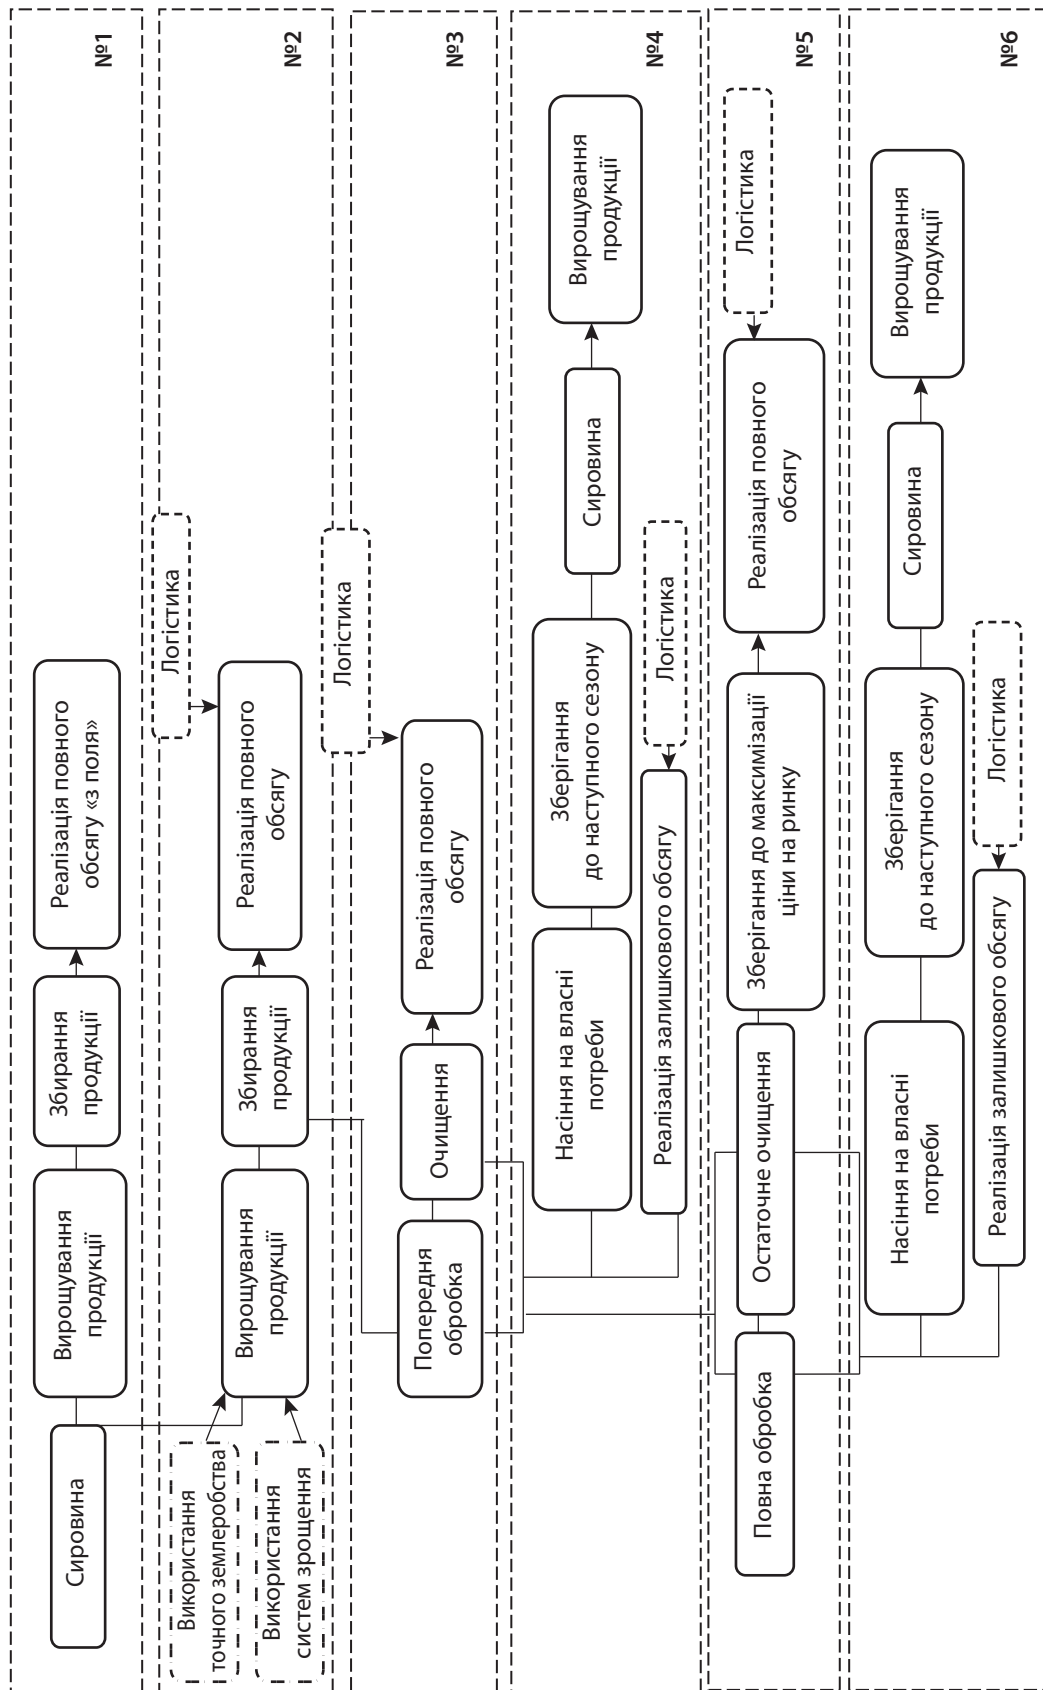 №1
Сировина
Вирощування
продукції
Збирання
продукції
Реалізація повного
обсягу «з поля»
№2
Використання
точного землеробства
Використання
систем зрощення
Вирощування
продукції
Збирання
продукції
Реалізація повного
обсягу
Логістика
№3
Попередня
обробка
Очищення
Реалізація повного
обсягу
Логістика
№4
Насіння на власні
потреби
Зберігання
до наступного сезону
Сировина
Вирощування
продукції
Реалізація залишкового обсягу
Логістика
№5
Повна обробка
Остаточне очищення
Зберігання до максимізації
ціни на ринку
Реалізація повного
обсягу
Логістика
№6
Насіння на власні
потреби
Зберігання
до наступного сезону
Сировина
Вирощування
продукції
Реалізація залишкового обсягу
Логістика